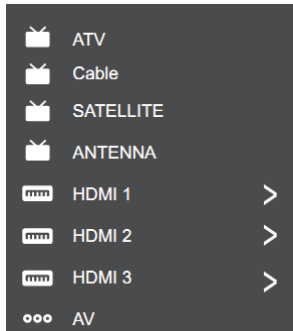 ATV
Cable
SATELLITE
ANTENNA
HDMI 1
HDMI 2
HDMI 3
AV